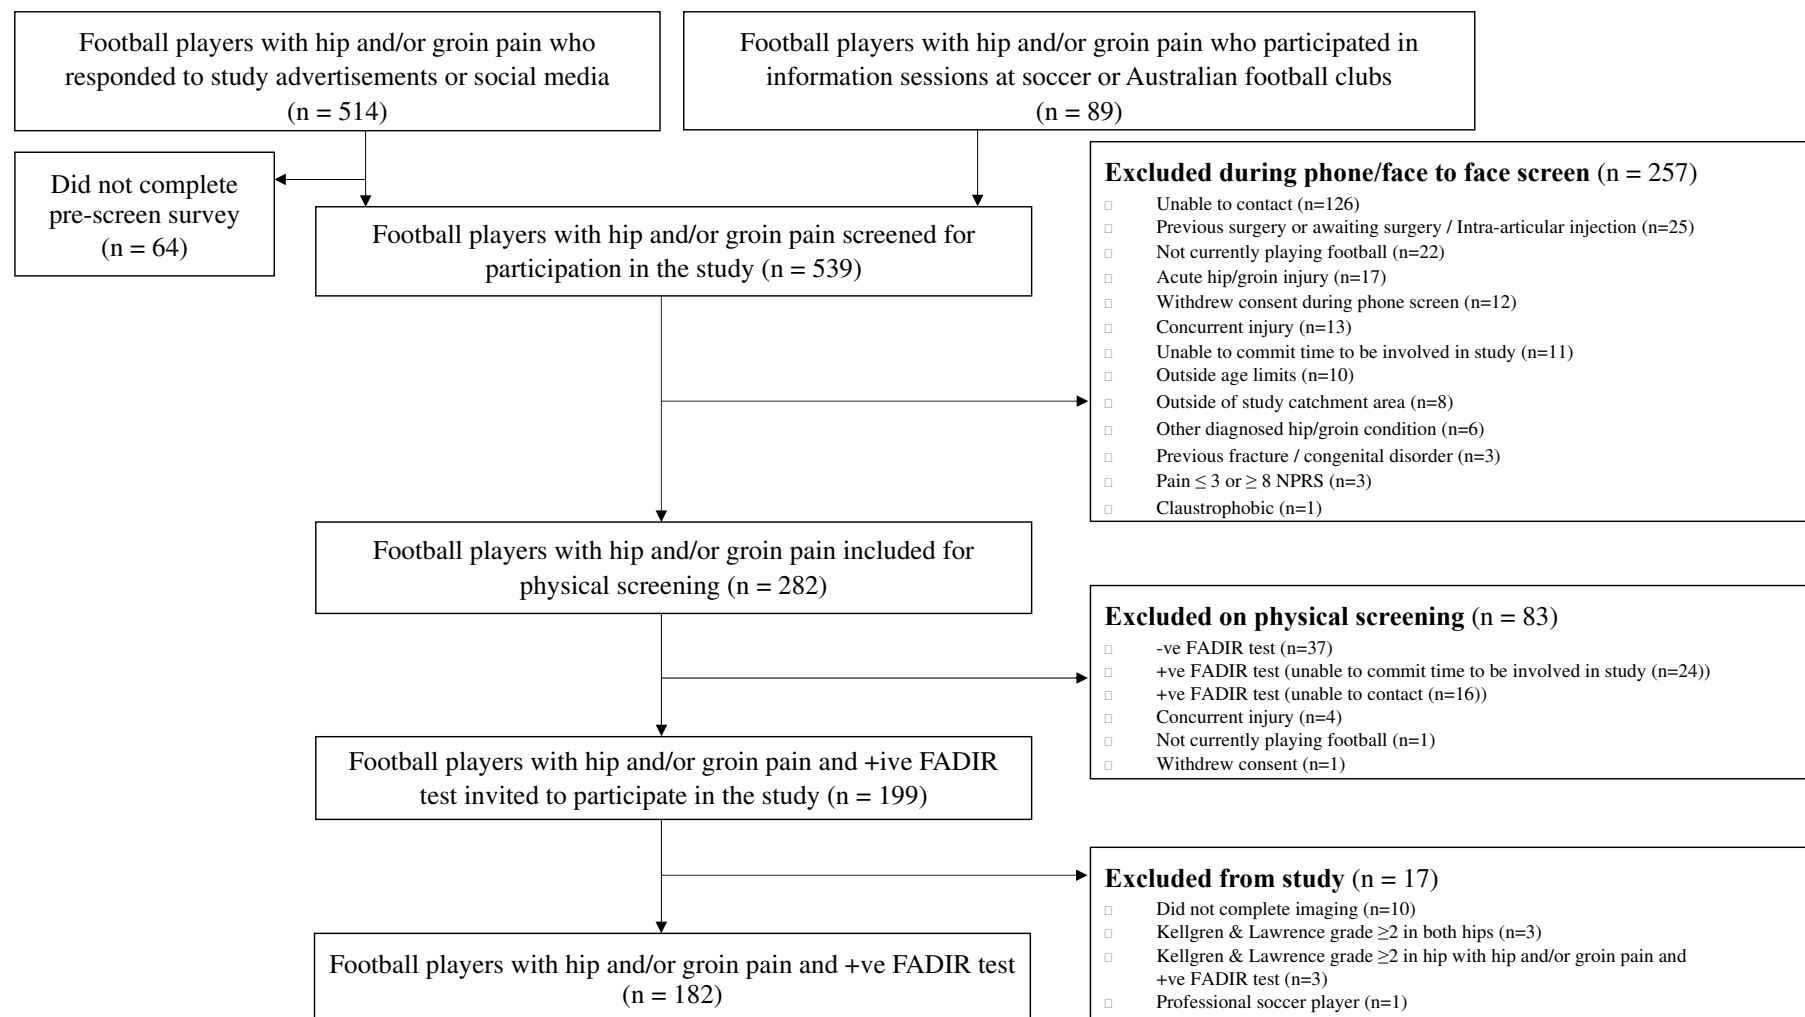 Football players with hip and/or groin pain who
responded to study advertisements or social media
(n = 514)
Football players with hip and/or groin pain who participated in
information sessions at soccer or Australian football clubs
(n = 89)
Did not complete
pre-screen survey
(n = 64)
Football players with hip and/or groin pain screened for
participation in the study (n = 539)
Excluded during phone/face to face screen (n = 257)
Unable to contact (n=126)
Previous surgery or awaiting surgery / Intra-articular injection (n=25)
Not currently playing football (n=22)
Acute hip/groin injury (n=17)
Withdrew consent during phone screen (n=12)
Concurrent injury (n=13)
Unable to commit time to be involved in study (n=11)
Outside age limits (n=10)
Outside of study catchment area (n=8)
Other diagnosed hip/groin condition (n=6)
Previous fracture / congenital disorder (n=3)
Pain ≤ 3 or ≥ 8 NPRS (n=3)
Claustrophobic (n=1)
Football players with hip and/or groin pain included for
physical screening (n = 282)
Excluded on physical screening (n = 83)
-ve FADIR test (n=37)
+ve FADIR test (unable to commit time to be involved in study (n=24))
+ve FADIR test (unable to contact (n=16))
Concurrent injury (n=4)
Not currently playing football (n=1)
Withdrew consent (n=1)
Football players with hip and/or groin pain and +ive FADIR
test invited to participate in the study (n = 199)
Excluded from study (n = 17)
Did not complete imaging (n=10)
Kellgren & Lawrence grade ≥2 in both hips (n=3)
Kellgren & Lawrence grade ≥2 in hip with hip and/or groin pain and
+ve FADIR test (n=3)
Professional soccer player (n=1)
Football players with hip and/or groin pain and +ve FADIR test
(n = 182)